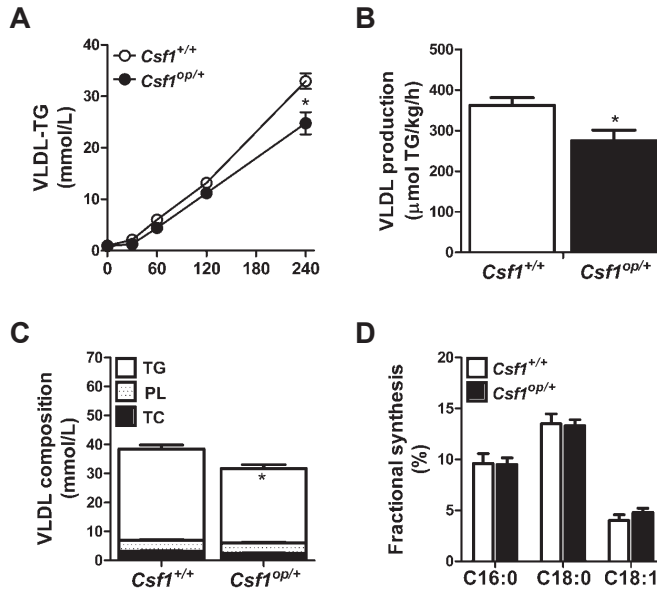 A
VLDL-TG
(mmol/L)
40
30
20
10
0
Csf1+/+
Csf1op/+
*
0 60 120 180 240
B
VLDL production
(µmol TG/kg/h)
500
400
300
200
100
0
*
Csf1+/+ Csf1op/+
C
VLDL composition
(mmol/L)
70
60
50
40
30
20
10
0
TG
PL
TC
*
Csf1+/+ Csf1op/+
D
Fractional synthesis
(%)
20
15
10
5
0
Csf1+/+
Csf1op/+
C16:0 C18:0 C18:1